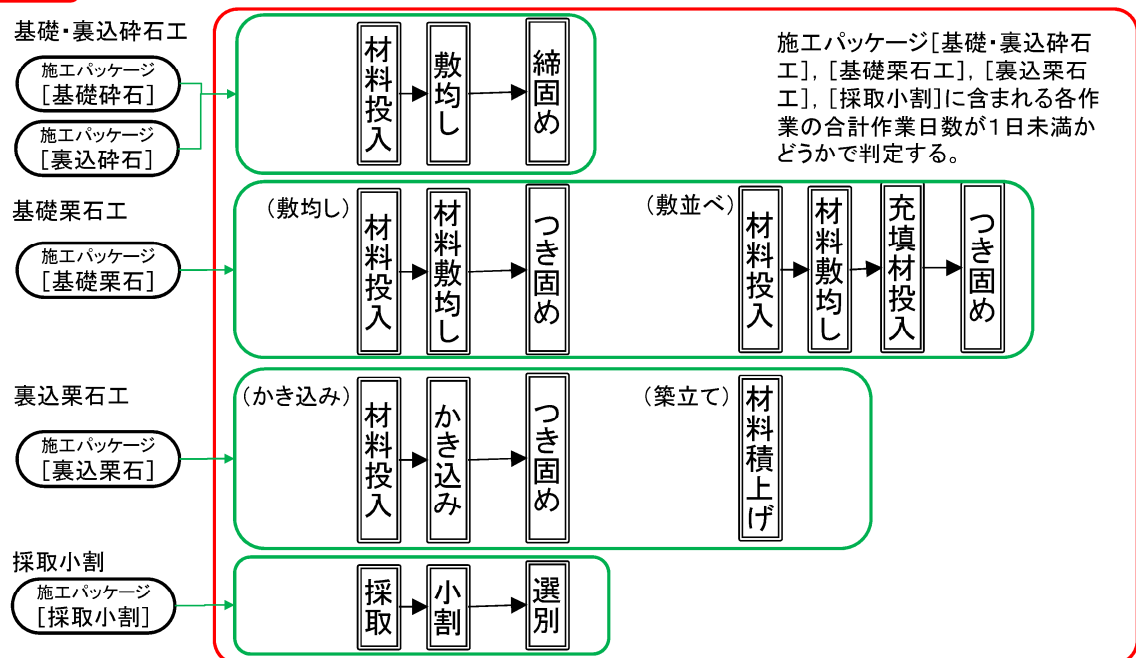 基礎・裏込砕石工
施工パッケージ
[基礎砕石]
施工パッケージ
[裏込砕石]
材料投入
敷均し
締固め
施工パッケージ[基礎・裏込砕石
工], [基礎栗石工], [裏込栗石
工], [採取小割]に含まれる各作
業の合計作業日数が１日未満か
どうかで判定する。
基礎栗石工
施工パッケージ
[基礎栗石]
(敷均し)
材料投入
材料敷均し
つき固め
(敷並べ)
材料投入
材料敷均し
充填材投入
つき固め
裏込栗石工
施工パッケージ
[裏込栗石]
(かき込み)
材料投入
かき込み
つき固め
(築立て)
材料積上げ
採取小割
施工パッケージ
[採取小割]
採取
小割
選別